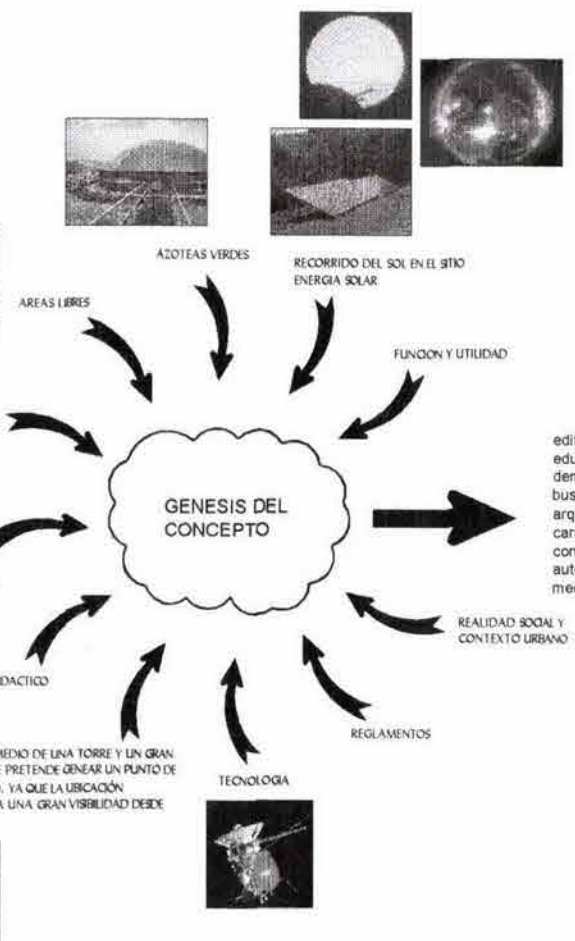 AZOTEAS VERDES
RECORRIDO DEL SOL EN EL SITIO
ENERGIA SOLAR
AREAS LIBRES
FUNCION Y UTILIDAD
GENESIS DEL
CONCEPTO
REALIDAD SOCIAL Y
CONTEXTO URBANO
REGLAMENTOS
TECNOLOGIA
MEDIO DE UNA TORRE Y UN GRAN
PRETENDE GENEAR UN PUNTO DE
YA QUE LA UBICACIÓN
UNA GRAN VISIBILIDAD DESDE